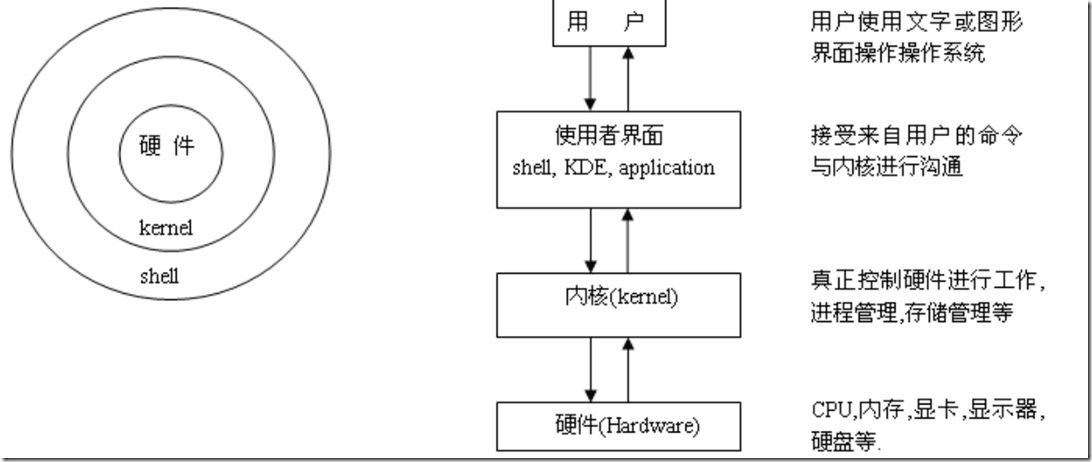 硬 件
kernel
shell
用 户
使用者界面
shell, KDE, application
内核(kernel)
硬件(Hardware)
用户使用文字或图形
界面操作操作系统
接受来自用户的命令
与内核进行沟通
真正控制硬件进行工作,
进程管理,存储管理等
CPU,内存,显卡,显示器,
硬盘等.